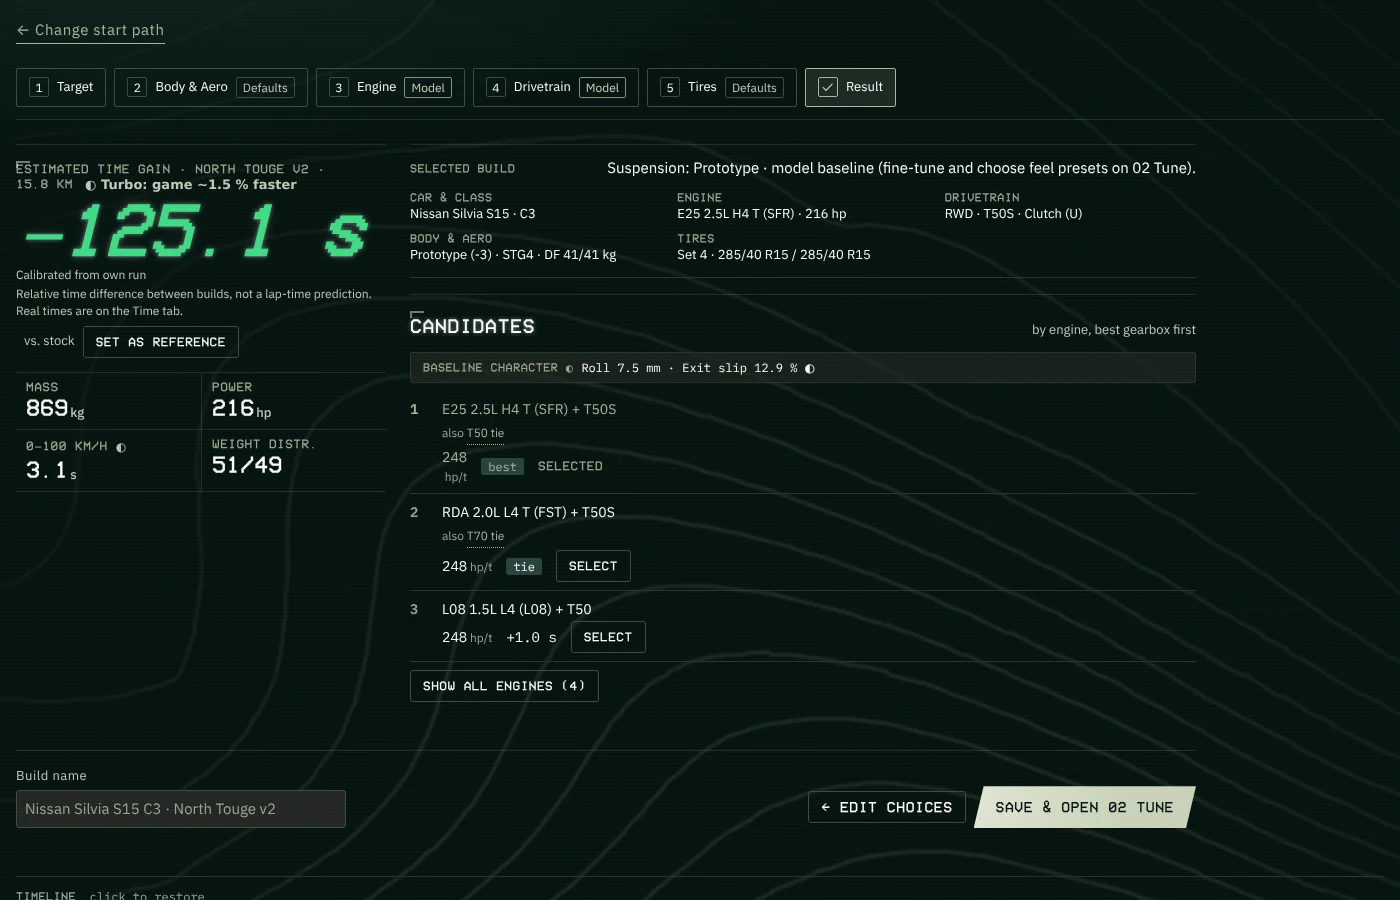 ← Change start path
1 Target
2 Body & Aero Defaults
3 Engine Model
4 Drivetrain Model
5 Tires Defaults
Result
ESTIMATED TIME GAIN · NORTH TOUGE V2 ·
15.8 KM ◐ Turbo: game ~1.5 % faster
−125.1 s
Calibrated from own run
Relative time difference between builds, not a lap-time prediction.
Real times are on the Time tab.
vs. stock SET AS REFERENCE
MASS
869 kg
POWER
216 hp
0–100 KM/H ◐
3.1 s
WEIGHT DISTR.
51/49
SELECTED BUILD
Suspension: Prototype · model baseline (fine-tune and choose feel presets on 02 Tune).
CAR & CLASS
Nissan Silvia S15 · C3
ENGINE
E25 2.5L H4 T (SFR) · 216 hp
DRIVETRAIN
RWD · T50S · Clutch (U)
BODY & AERO
Prototype (-3) · STG4 · DF 41/41 kg
TIRES
Set 4 · 285/40 R15 / 285/40 R15
CANDIDATES
by engine, best gearbox first
BASELINE CHARACTER ◐ Roll 7.5 mm · Exit slip 12.9 % ◐
1 E25 2.5L H4 T (SFR) + T50S
also T50 tie
248
hp/t best SELECTED
2 RDA 2.0L L4 T (FST) + T50S
also T70 tie
248 hp/t tie SELECT
3 L08 1.5L L4 (L08) + T50
248 hp/t +1.0 s SELECT
SHOW ALL ENGINES (4)
Build name
Nissan Silvia S15 C3 · North Touge v2
← EDIT CHOICES
SAVE & OPEN 02 TUNE
TIMELINE click to restore